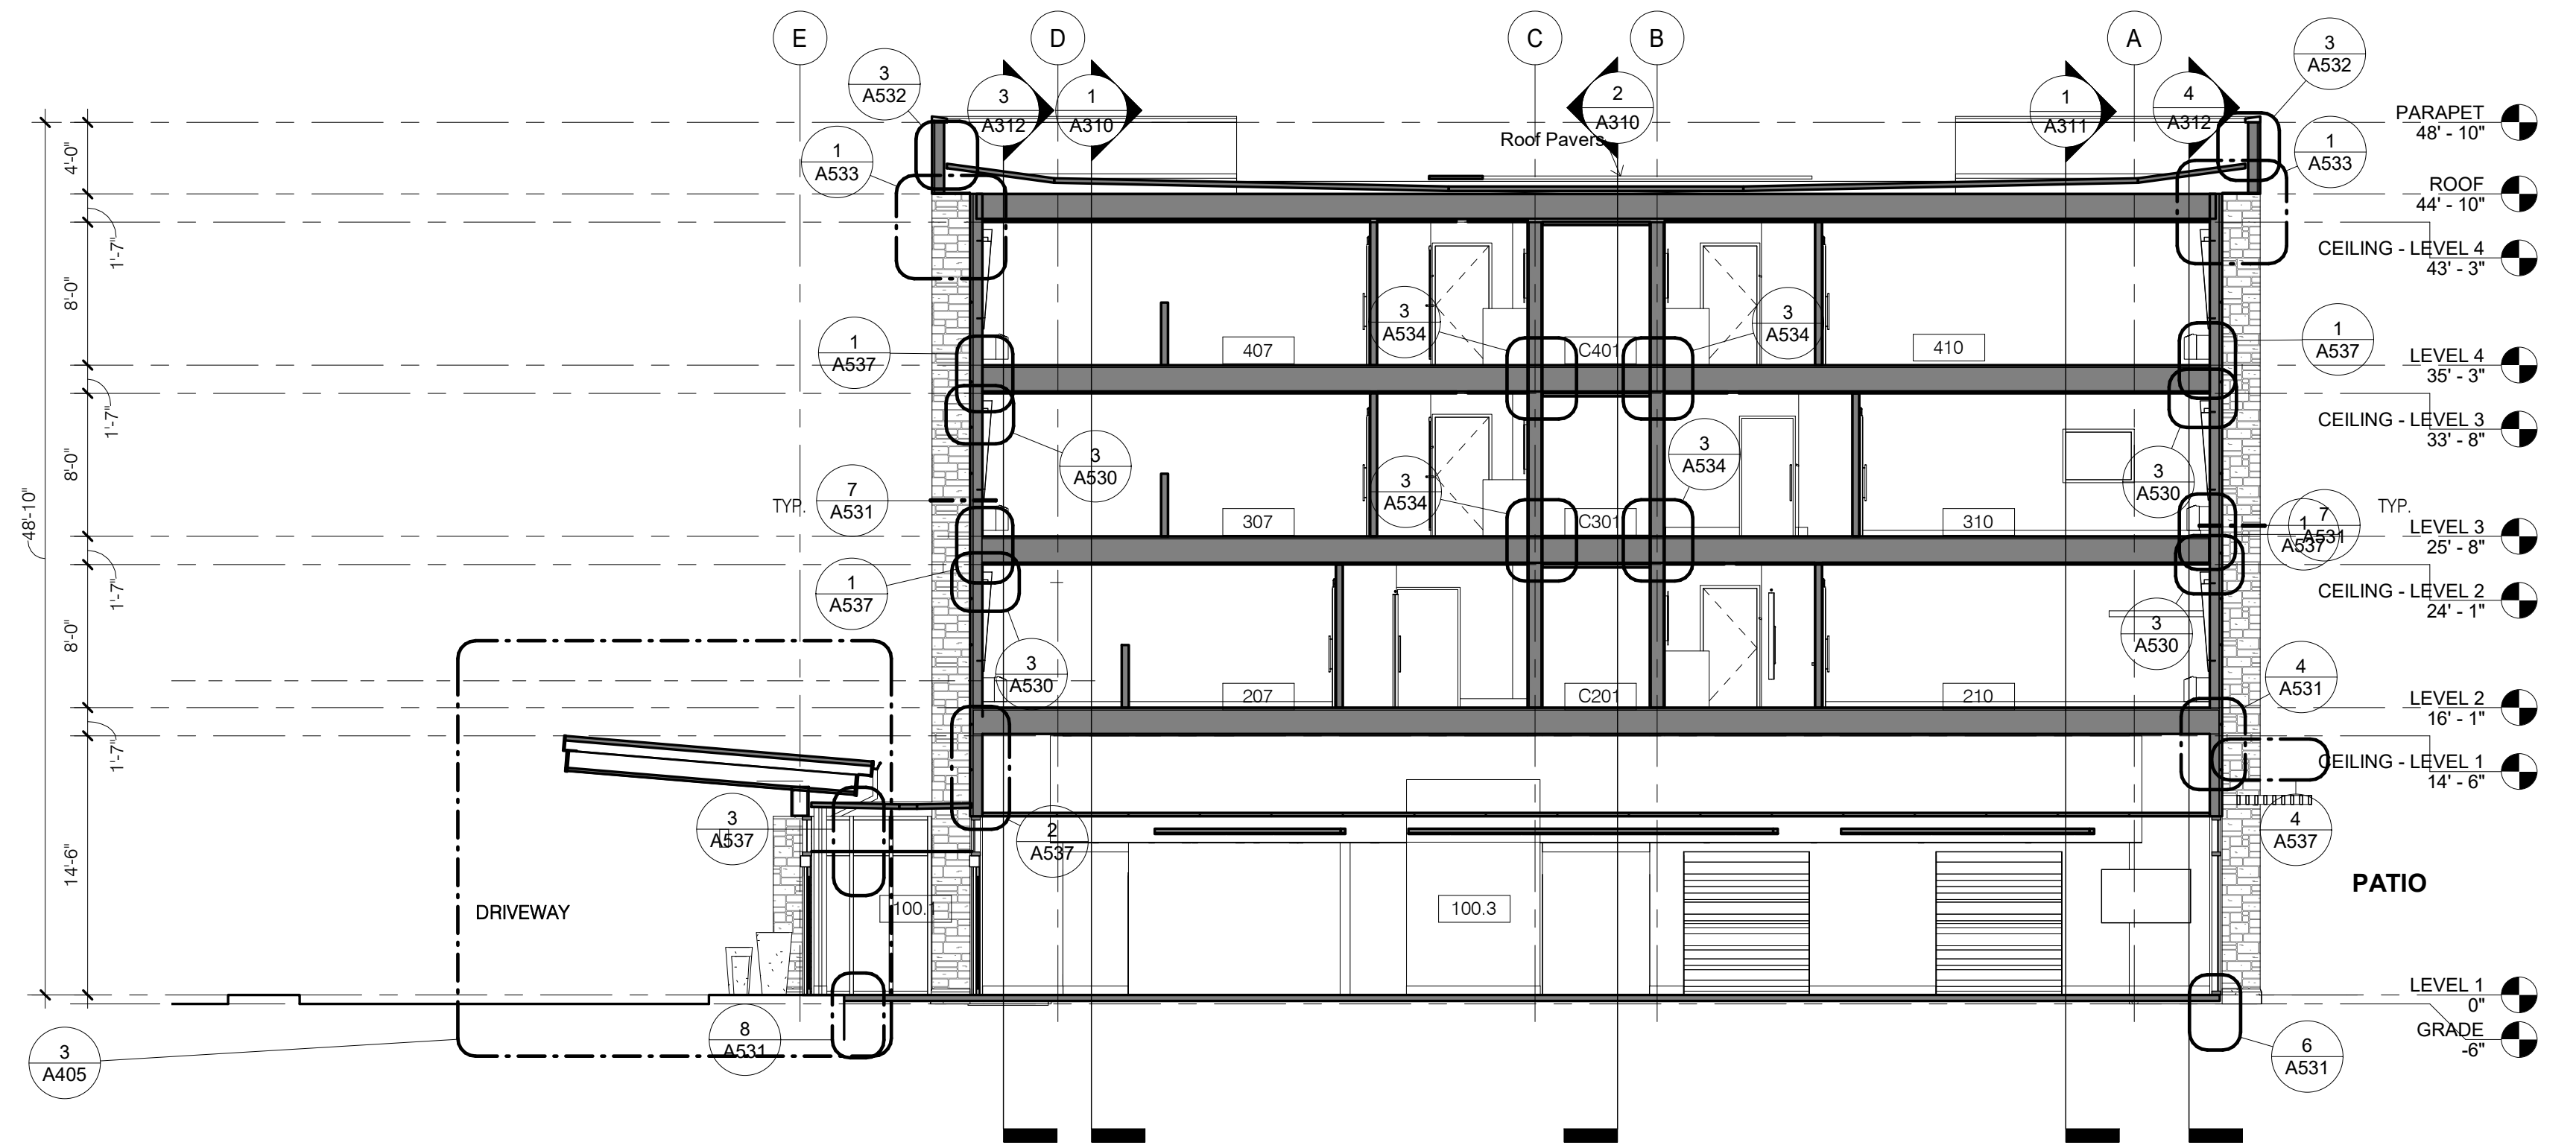 E
D
C
B
A
3
A532
3
A312
1
A310
2
A310
1
A311
4
A312
3
A532
Roof Pavers
1
A533
1
A533
PARAPET
48' - 10"
ROOF
44' - 10"
CEILING - LEVEL 4
43' - 3"
LEVEL 4
35' - 3"
CEILING - LEVEL 3
33' - 8"
LEVEL 3
25' - 8"
CEILING - LEVEL 2
24' - 1"
LEVEL 2
16' - 1"
CEILING - LEVEL 1
14' - 6"
LEVEL 1
0"
GRADE
-6"
48'-10"
4'-0"
1'-7"
8'-0"
1'-7"
8'-0"
1'-7"
8'-0"
1'-7"
14'-6"
1
A537
407
3
A534
C401
3
A534
410
1
A537
3
A530
TYP.
7
A531
307
3
A534
C301
3
A534
310
3
A530
1
A537
7
A531
TYP.
1
A537
3
A530
207
C201
210
3
A530
4
A531
3
A537
2
A537
4
A537
DRIVEWAY
100.1
100.3
PATIO
3
A405
8
A531
6
A531